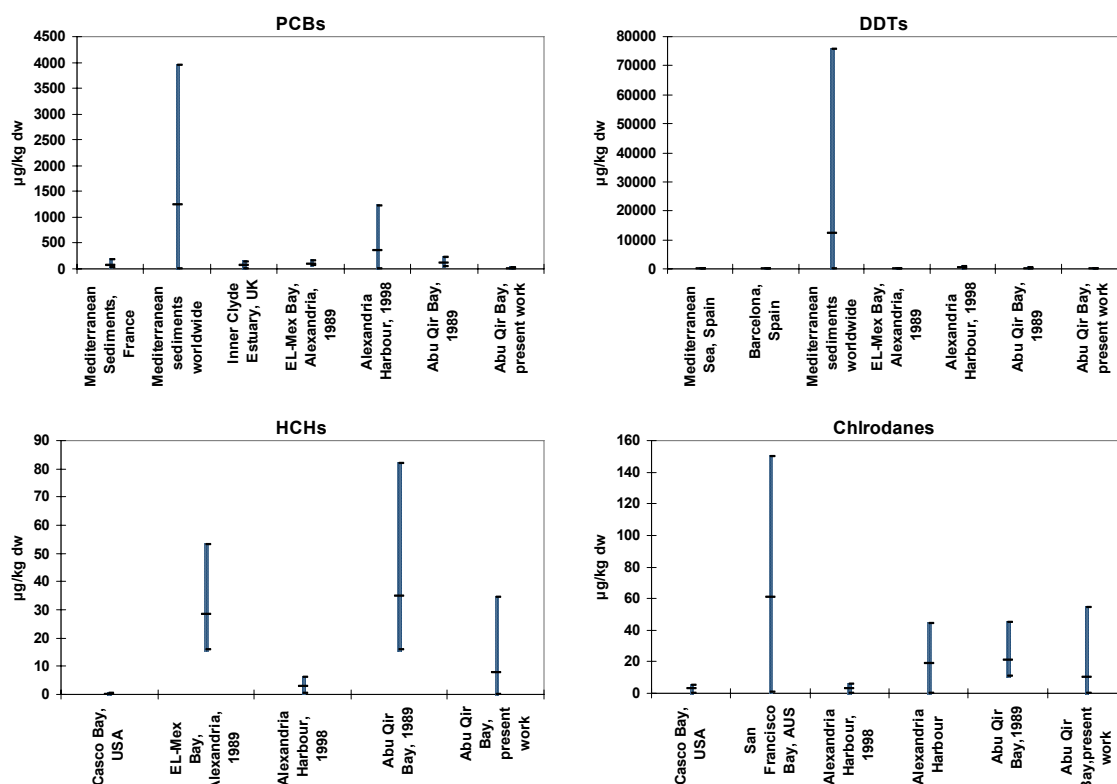 PCBs
4500
4000
3500
3000
2500
2000
1500
1000
500
0
µg/kg dw
Mediterranean
Sediments,
France
Mediterranean
sediments
worldwide
Inner Clyde
Estuary, UK
EL-Mex Bay,
Alexandria,
1989
Alexandria
Harbour, 1998
Abu Qir Bay,
1989
Abu Qir Bay,
present work
DDTs
80000
70000
60000
50000
40000
30000
20000
10000
0
µg/kg dw
Mediterranean
Sea, Spain
Barcelona,
Spain
Mediterranean
sediments
worldwide
EL-Mex Bay,
Alexandria,
1989
Alexandria
Harbour, 1998
Abu Qir Bay,
1989
Abu Qir Bay,
present work
HCHs
90
80
70
60
50
40
30
20
10
0
µg/kg dw
Casco Bay,
USA
EL-Mex
Bay,
Alexandria,
1989
Alexandria
Harbour,
1998
Abu Qir
Bay, 1989
Abu Qir
Bay,
present
work
Chlrodanes
160
140
120
100
80
60
40
20
0
µg/kg dw
Casco Bay,
USA
San
Francisco
Bay, AUS
Alexandria
Harbour,
1998
Alexandria
Harbour
Abu Qir
Bay,1989
Abu Qir
Bay,present
work